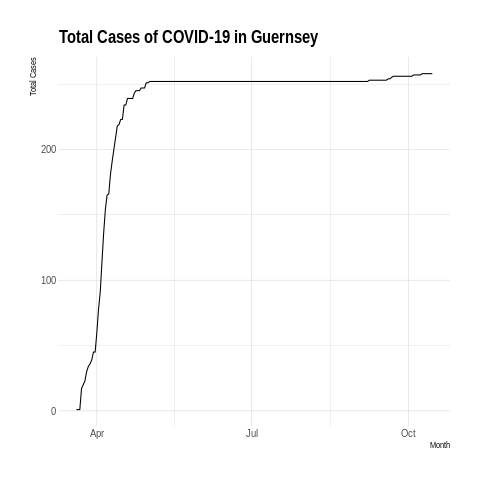 Total Cases of COVID-19 in Guernsey
Total Cases
200
100
0
Apr Jul Oct
Month